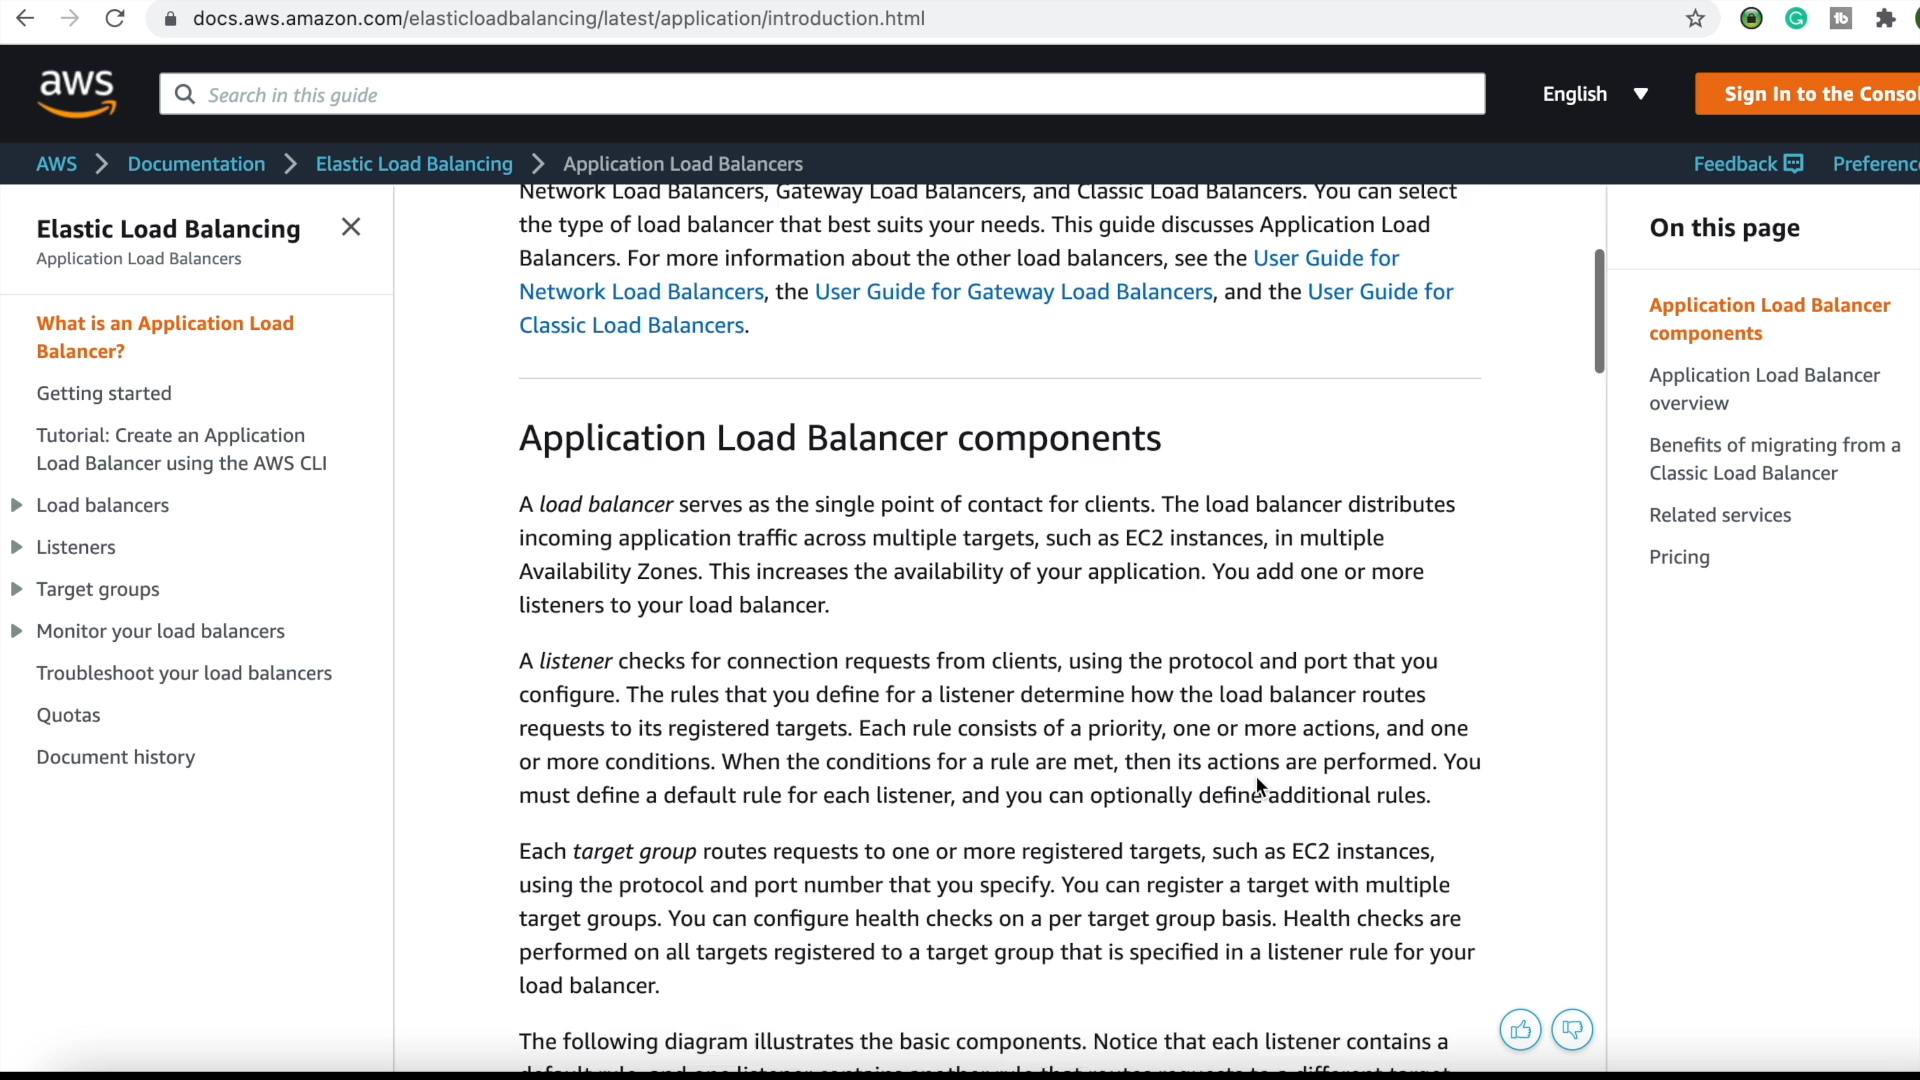 docs.aws.amazon.com/elasticloadbalancing/latest/application/introduction.html
aws
Search in this guide
English
Sign In to the Consol
AWS > Documentation > Elastic Load Balancing > Application Load Balancers
Feedback
Preferenc
Elastic Load Balancing
Application Load Balancers
What is an Application Load
Balancer?
Getting started
Tutorial: Create an Application
Load Balancer using the AWS CLI
Load balancers
Listeners
Target groups
Monitor your load balancers
Troubleshoot your load balancers
Quotas
Document history
Network Load Balancers, Gateway Load Balancers, and Classic Load Balancers. You can select
the type of load balancer that best suits your needs. This guide discusses Application Load
Balancers. For more information about the other load balancers, see the User Guide for
Network Load Balancers, the User Guide for Gateway Load Balancers, and the User Guide for
Classic Load Balancers.
Application Load Balancer components
A load balancer serves as the single point of contact for clients. The load balancer distributes
incoming application traffic across multiple targets, such as EC2 instances, in multiple
Availability Zones. This increases the availability of your application. You add one or more
listeners to your load balancer.
A listener checks for connection requests from clients, using the protocol and port that you
configure. The rules that you define for a listener determine how the load balancer routes
requests to its registered targets. Each rule consists of a priority, one or more actions, and one
or more conditions. When the conditions for a rule are met, then its actions are performed. You
must define a default rule for each listener, and you can optionally define additional rules.
Each target group routes requests to one or more registered targets, such as EC2 instances,
using the protocol and port number that you specify. You can register a target with multiple
target groups. You can configure health checks on a per target group basis. Health checks are
performed on all targets registered to a target group that is specified in a listener rule for your
load balancer.
The following diagram illustrates the basic components. Notice that each listener contains a
default rule, and one listener contains another rule that routes requests to a different target
On this page
Application Load Balancer
components
Application Load Balancer
overview
Benefits of migrating from a
Classic Load Balancer
Related services
Pricing